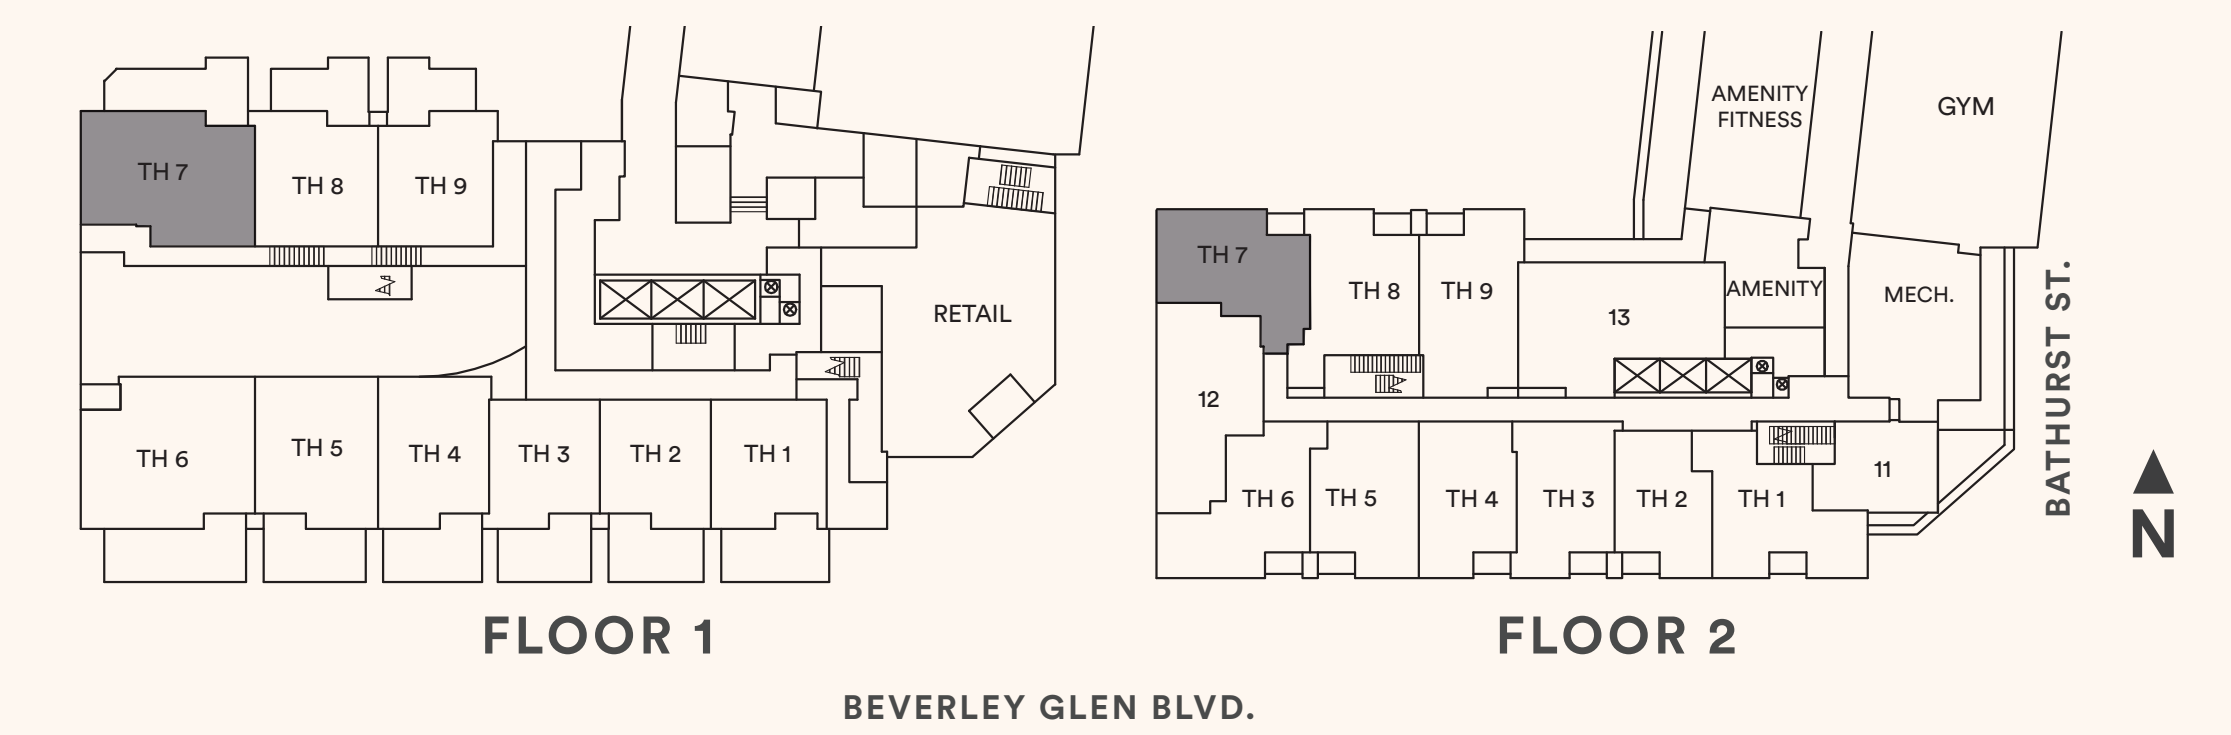 TH 7
TH 8
TH 9
RETAIL
TH 6
TH 5
TH 4
TH 3
TH 2
TH 1
FLOOR 1
AMENITY
FITNESS
GYM
TH 7
TH 8
TH 9
13
AMENITY
MECH.
12
11
TH 6
TH 5
TH 4
TH 3
TH 2
TH 1
FLOOR 2
BATHURST ST.
N
BEVERLEY GLEN BLVD.